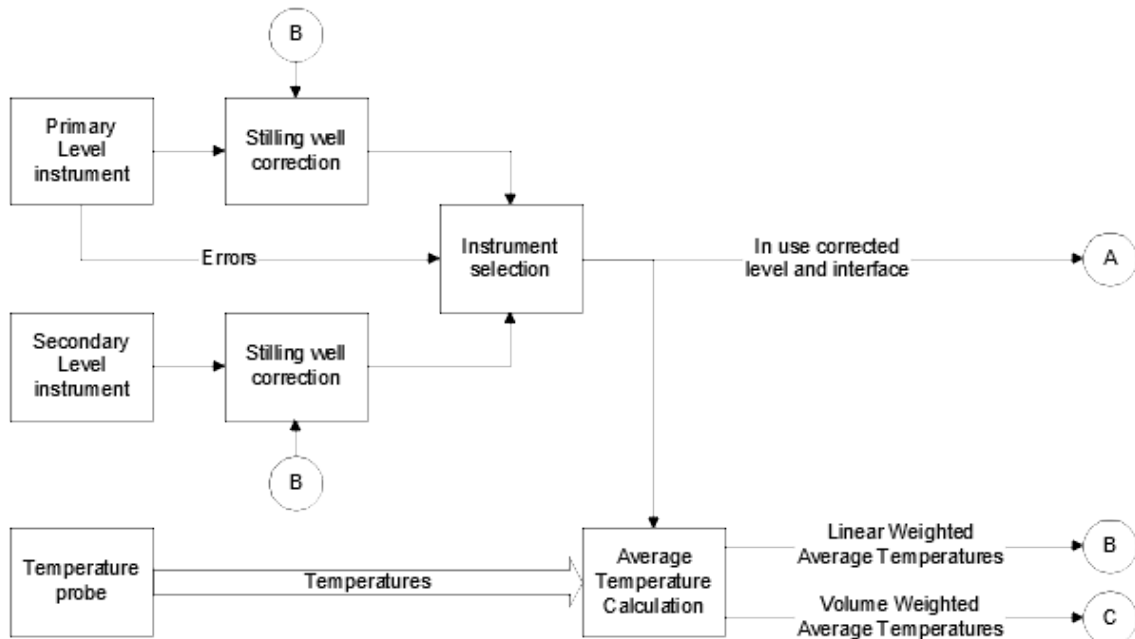 B
Primary
Level
instrument
Stilling well
correction
Errors
Instrument
selection
In use corrected
level and interface
A
Secondary
Level
instrument
Stilling well
correction
B
Temperature
probe
Temperatures
Average
Temperature
Calculation
Linear Weighted
Average Temperatures
B
Volume Weighted
Average Temperatures
C